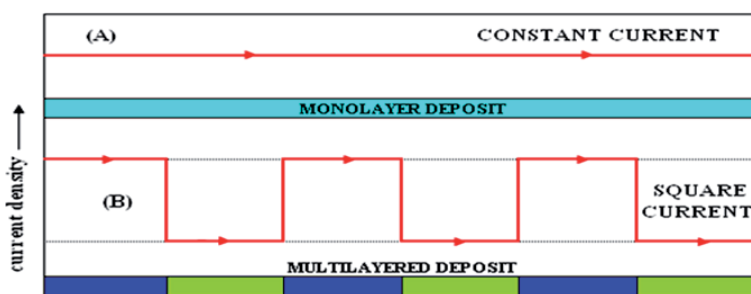 (A)
CONSTANT CURRENT
MONOLAYER DEPOSIT
current density
(B)
SQUARE
CURRENT
MULTILAYERED DEPOSIT